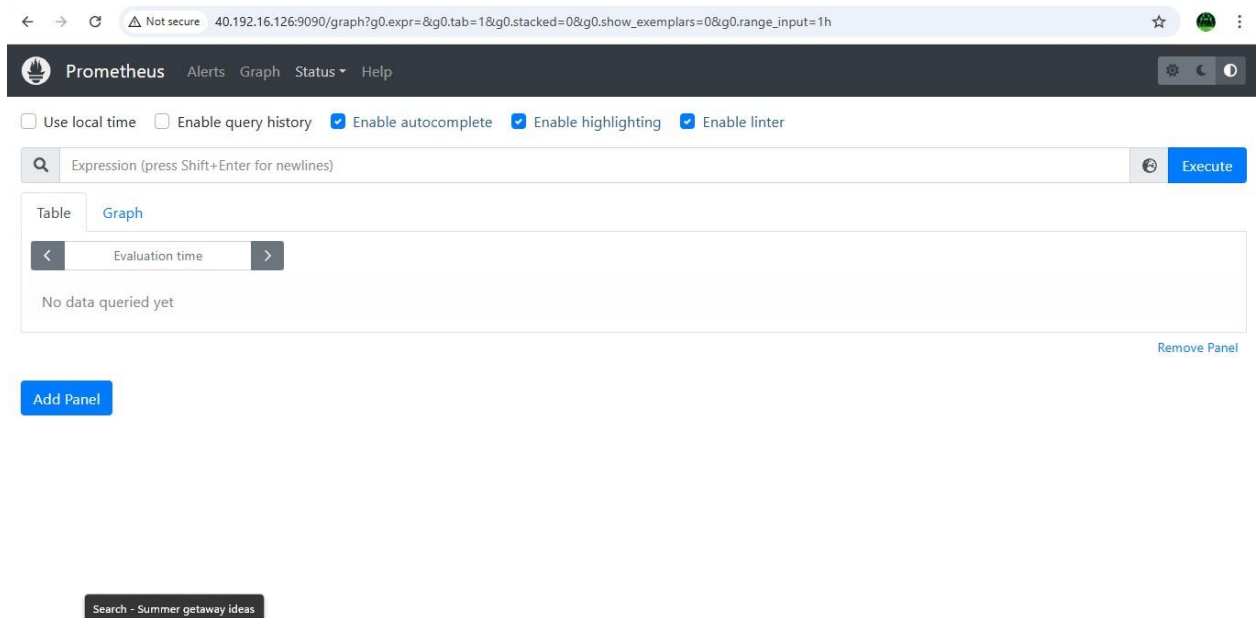 Not secure 40.192.16.126:9090/graph?g0.expr=&g0.tab=1&g0.stacked=0&g0.show_exemplars=0&g0.range_input=1h
Prometheus Alerts Graph Status Help
Use local time Enable query history Enable autocomplete Enable highlighting Enable linter
Expression (press Shift+Enter for newlines) Execute
Table Graph
Evaluation time
No data queried yet
Remove Panel
Add Panel
Search - Summer getaway ideas